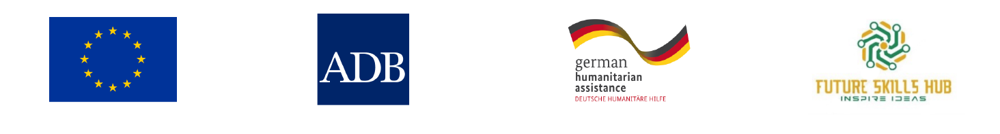 ADB
german
humanitarian
assistance
DEUTSCHE HUMANITÄRE HILFE
FUTURE SKILLS HUB
INSPIRE IDEAS